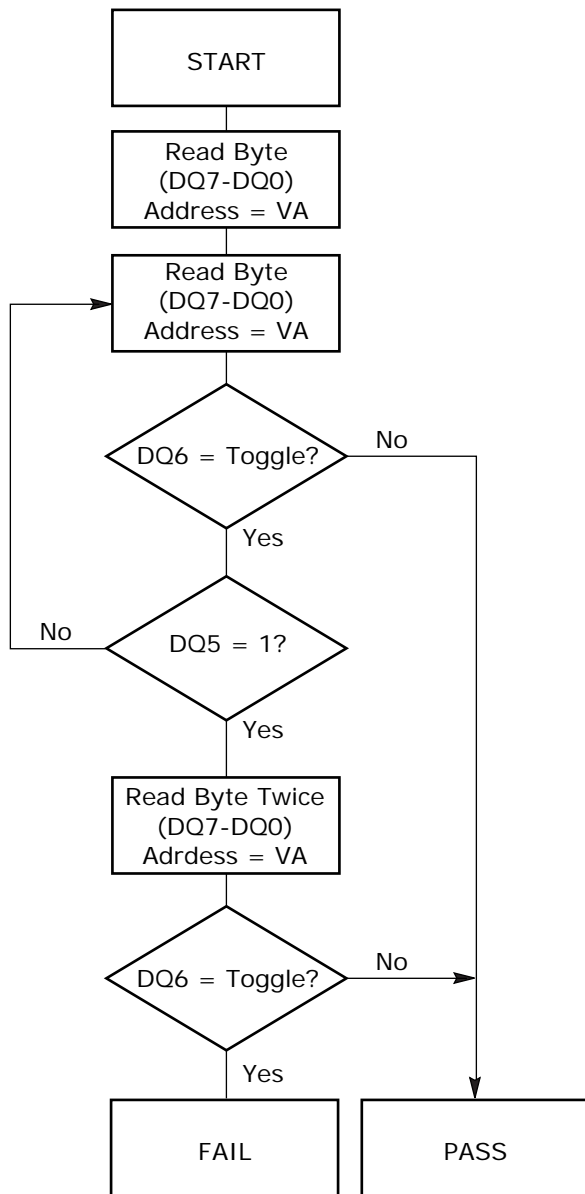 START
Read Byte
(DQ7-DQ0)
Address = VA
Read Byte
(DQ7-DQ0)
Address = VA
DQ6 = Toggle?
No
Yes
DQ5 = 1?
No
Yes
Read Byte Twice
(DQ7-DQ0)
Adrdess = VA
DQ6 = Toggle?
No
Yes
FAIL
PASS